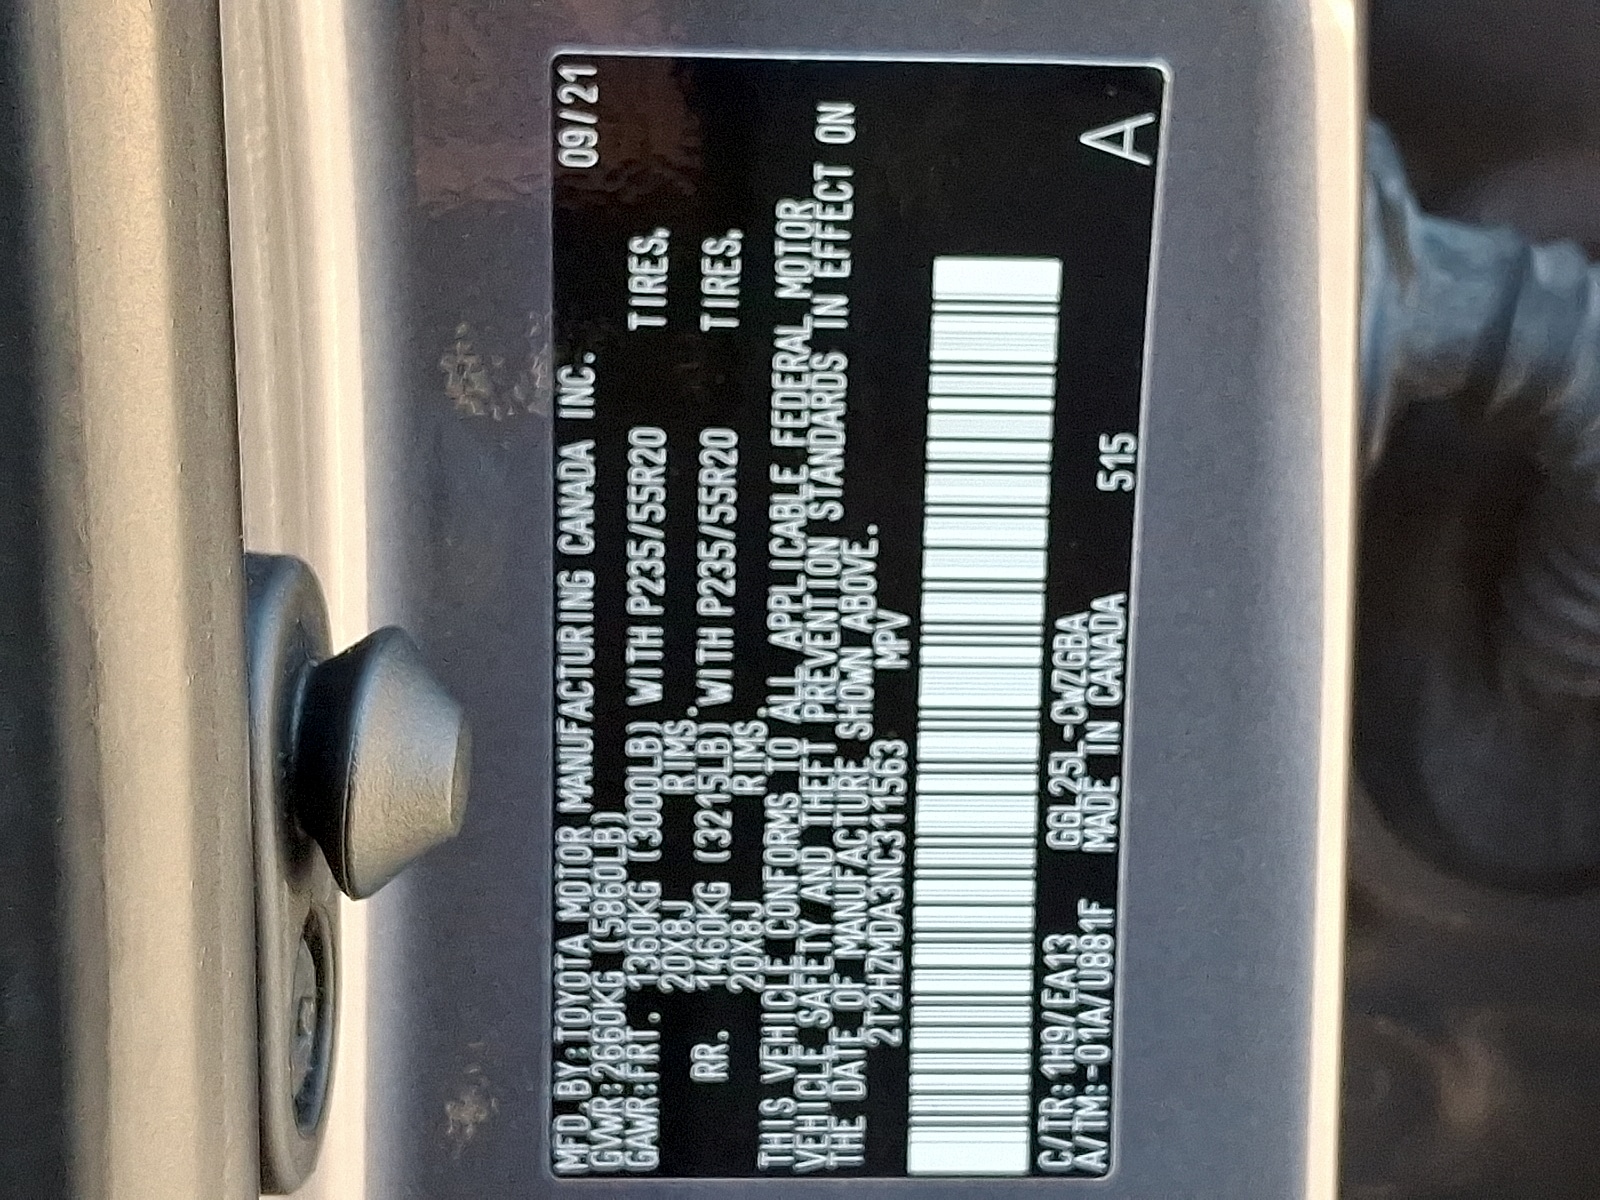 MFD.BY:TOYOTA MOTOR MANUFACTURING CANADA INC. 09/21
GVWR:2660KG (5860LB)
GAWR:FRT. 1360KG (3000LB) WITH P235/55R20 TIRES,
20X8J RIMS.
RR. 1460KG (3215LB) WITH P235/55R20 TIRES,
20X8J RIMS.
THIS VEHICLE CONFORMS TO ALL APPLICABLE FEDERAL MOTOR
VEHICLE SAFETY AND THEFT PREVENTION STANDARDS IN EFFECT ON
THE DATE OF MANUFACTURE SHOWN ABOVE.
2T2HZMDA3NC311563 MPV
C/TR:1H9/EA13 GGL25L-CWZGBA
A/TM:-01A/U881F MADE IN CANADA 515
A